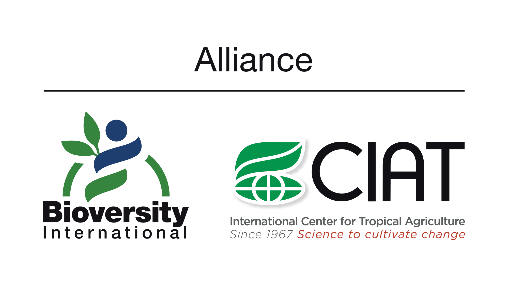 Alliance
Bioversity
International
CIAT
International Center for Tropical Agriculture
Since 1967 Science to cultivate change